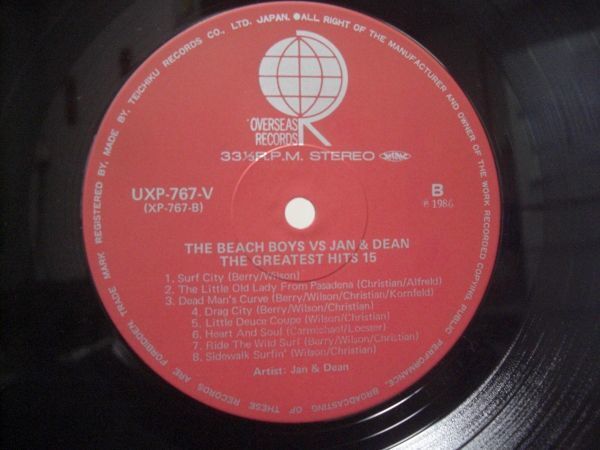 REGISTERED BY. MADE BY. TEICHIKU RECORDS CO., LTD. JAPAN. ●ALL RIGHT OF THE MANUFACTURER AND OWNER OF THE WORK RECORDED COPYING, PUBLIC PERFORMANCE, BROADCASTING OF THESE RECORDS ARE FORBIDDEN TRADE MARK
OVERSEAS
RECORDS
33⅓ R.P.M. STEREO
UXP-767-V
(XP-767-B)
B
℗ 1986
THE BEACH BOYS VS JAN & DEAN
THE GREATEST HITS 15
1. Surf City (Berry/Wilson)
2. The Little Old Lady From Pasadena (Christian/Alfreld)
3. Dead Man's Curve (Berry/Wilson/Christian/Kornfeld)
4. Drag City (Berry/Wilson/Christian)
5. Little Deuce Coupe (Wilson/Christian)
6. Heart And Soul (Carmichael/Loester)
7. Ride The Wild Surf (Berry/Wilson/Christian)
8. Sidewalk Surfin' (Wilson/Christian)
Artist: Jan & Dean